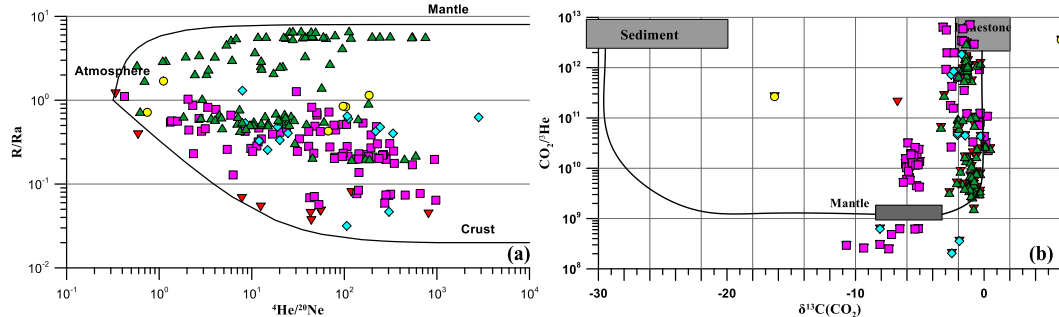 Mantle
Atmosphere
Crust
(a)
10¹
10⁰
10⁻¹
10⁻²
R/Ra
10⁻¹ 10⁰ 10¹ 10² 10³ 10⁴
⁴He/²⁰Ne
Sediment
Mantle
(b)
10¹³
10¹²
10¹¹
10¹⁰
10⁹
10⁸
CO₂/³He
-30 -20 -10 0
δ¹³C(CO₂)